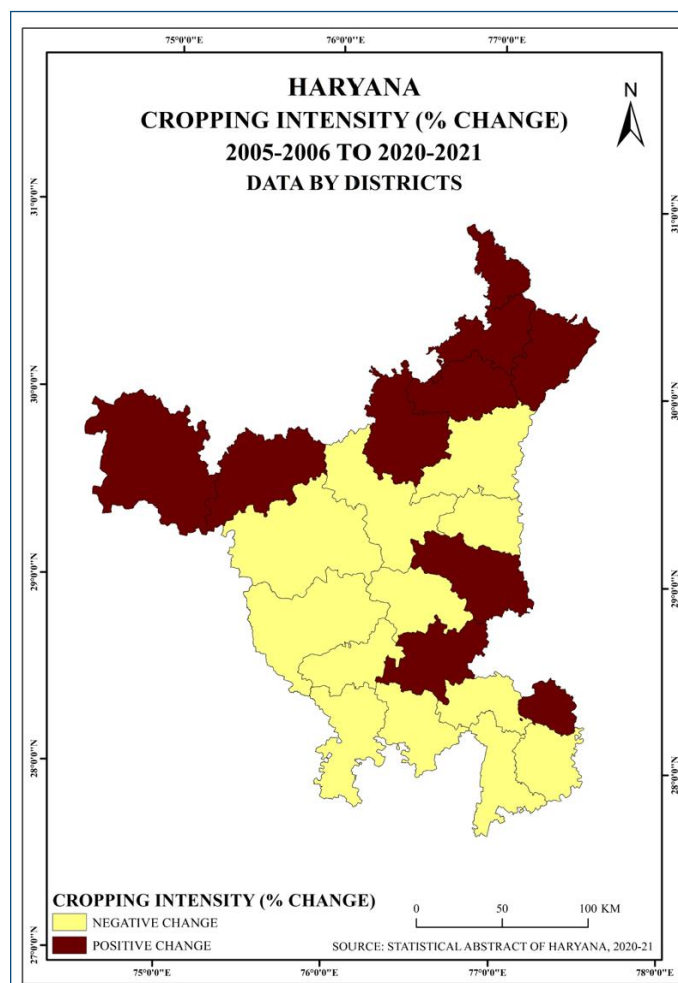 75°0'0"E 76°0'0"E 77°0'0"E
HARYANA
CROPPING INTENSITY (% CHANGE)
2005-2006 TO 2020-2021
DATA BY DISTRICTS
N
31°0'0"N 31°0'0"N
30°0'0"N 30°0'0"N
29°0'0"N 29°0'0"N
28°0'0"N 28°0'0"N
CROPPING INTENSITY (% CHANGE)
NEGATIVE CHANGE
POSITIVE CHANGE
0 50 100 KM
SOURCE: STATISTICAL ABSTRACT OF HARYANA, 2020-21
27°0'0"N 27°0'0"N
75°0'0"E 76°0'0"E 77°0'0"E 78°0'0"E